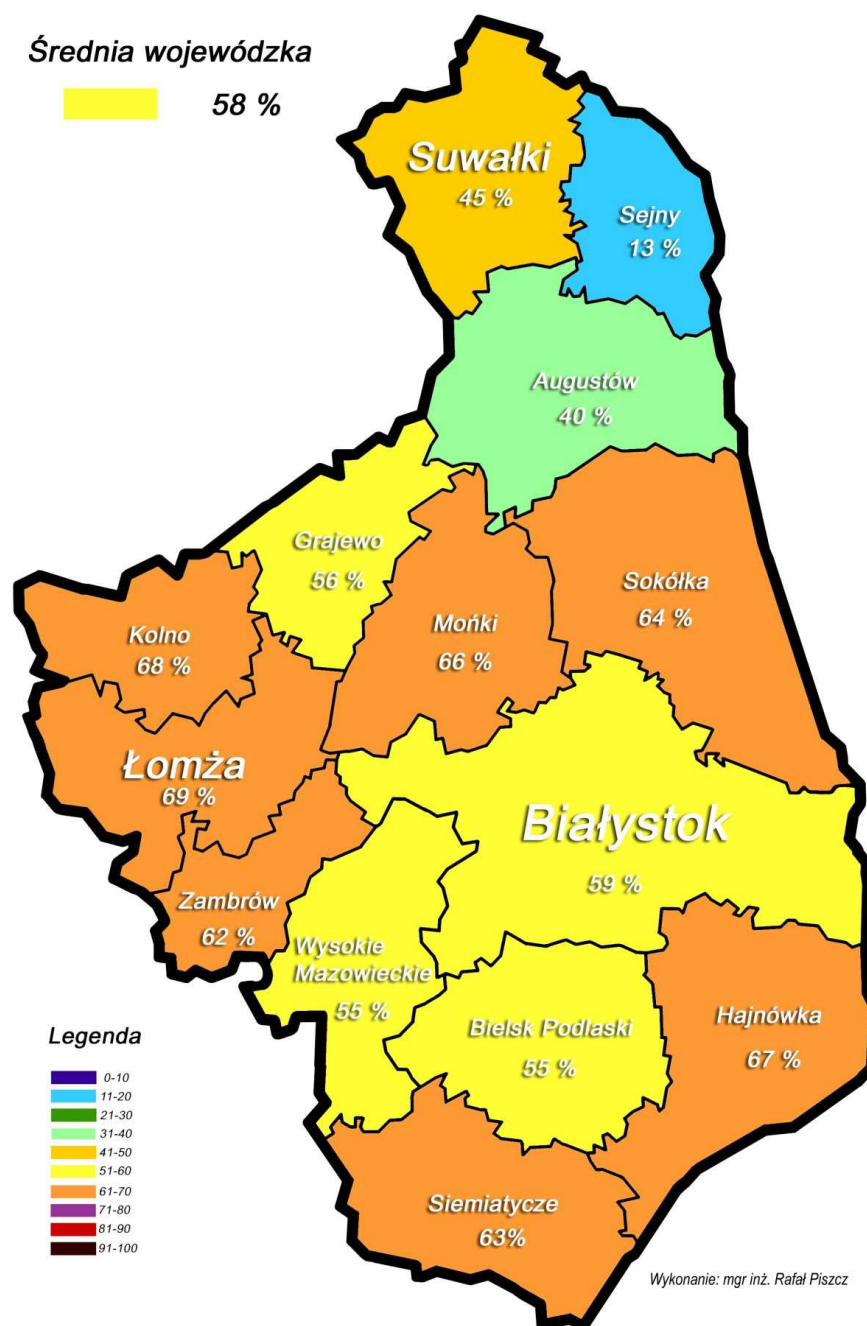 Średnia wojewódzka
58 %
Suwałki
45 %
Sejny
13 %
Augustów
40 %
Grajewo
56 %
Kolno
68 %
Mońki
66 %
Sokółka
64 %
Łomża
69 %
Białystok
59 %
Zambrów
62 %
Wysokie
Mazowieckie
55 %
Bielsk Podlaski
55 %
Hajnówka
67 %
Siemiatycze
63%
Legenda
0-10
11-20
21-30
31-40
41-50
51-60
61-70
71-80
81-90
91-100
Wykonanie: mgr inż. Rafał Piszcz